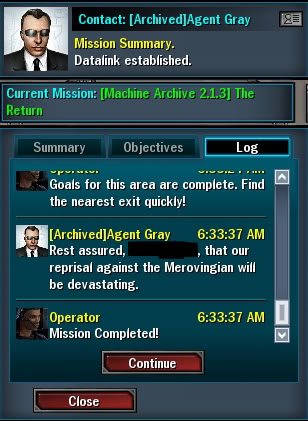 Contact: [Archived]Agent Gray
Mission Summary.
Datalink established.
Current Mission: [Machine Archive 2.1.3] The
Return
Summary
Objectives
Log
Operator
Goals for this area are complete. Find
the nearest exit quickly!
[Archived]Agent Gray 6:33:37 AM
Rest assured, , that our
reprisal against the Merovingian will
be devastating.
Operator 6:33:37 AM
Mission Completed!
Continue
Close